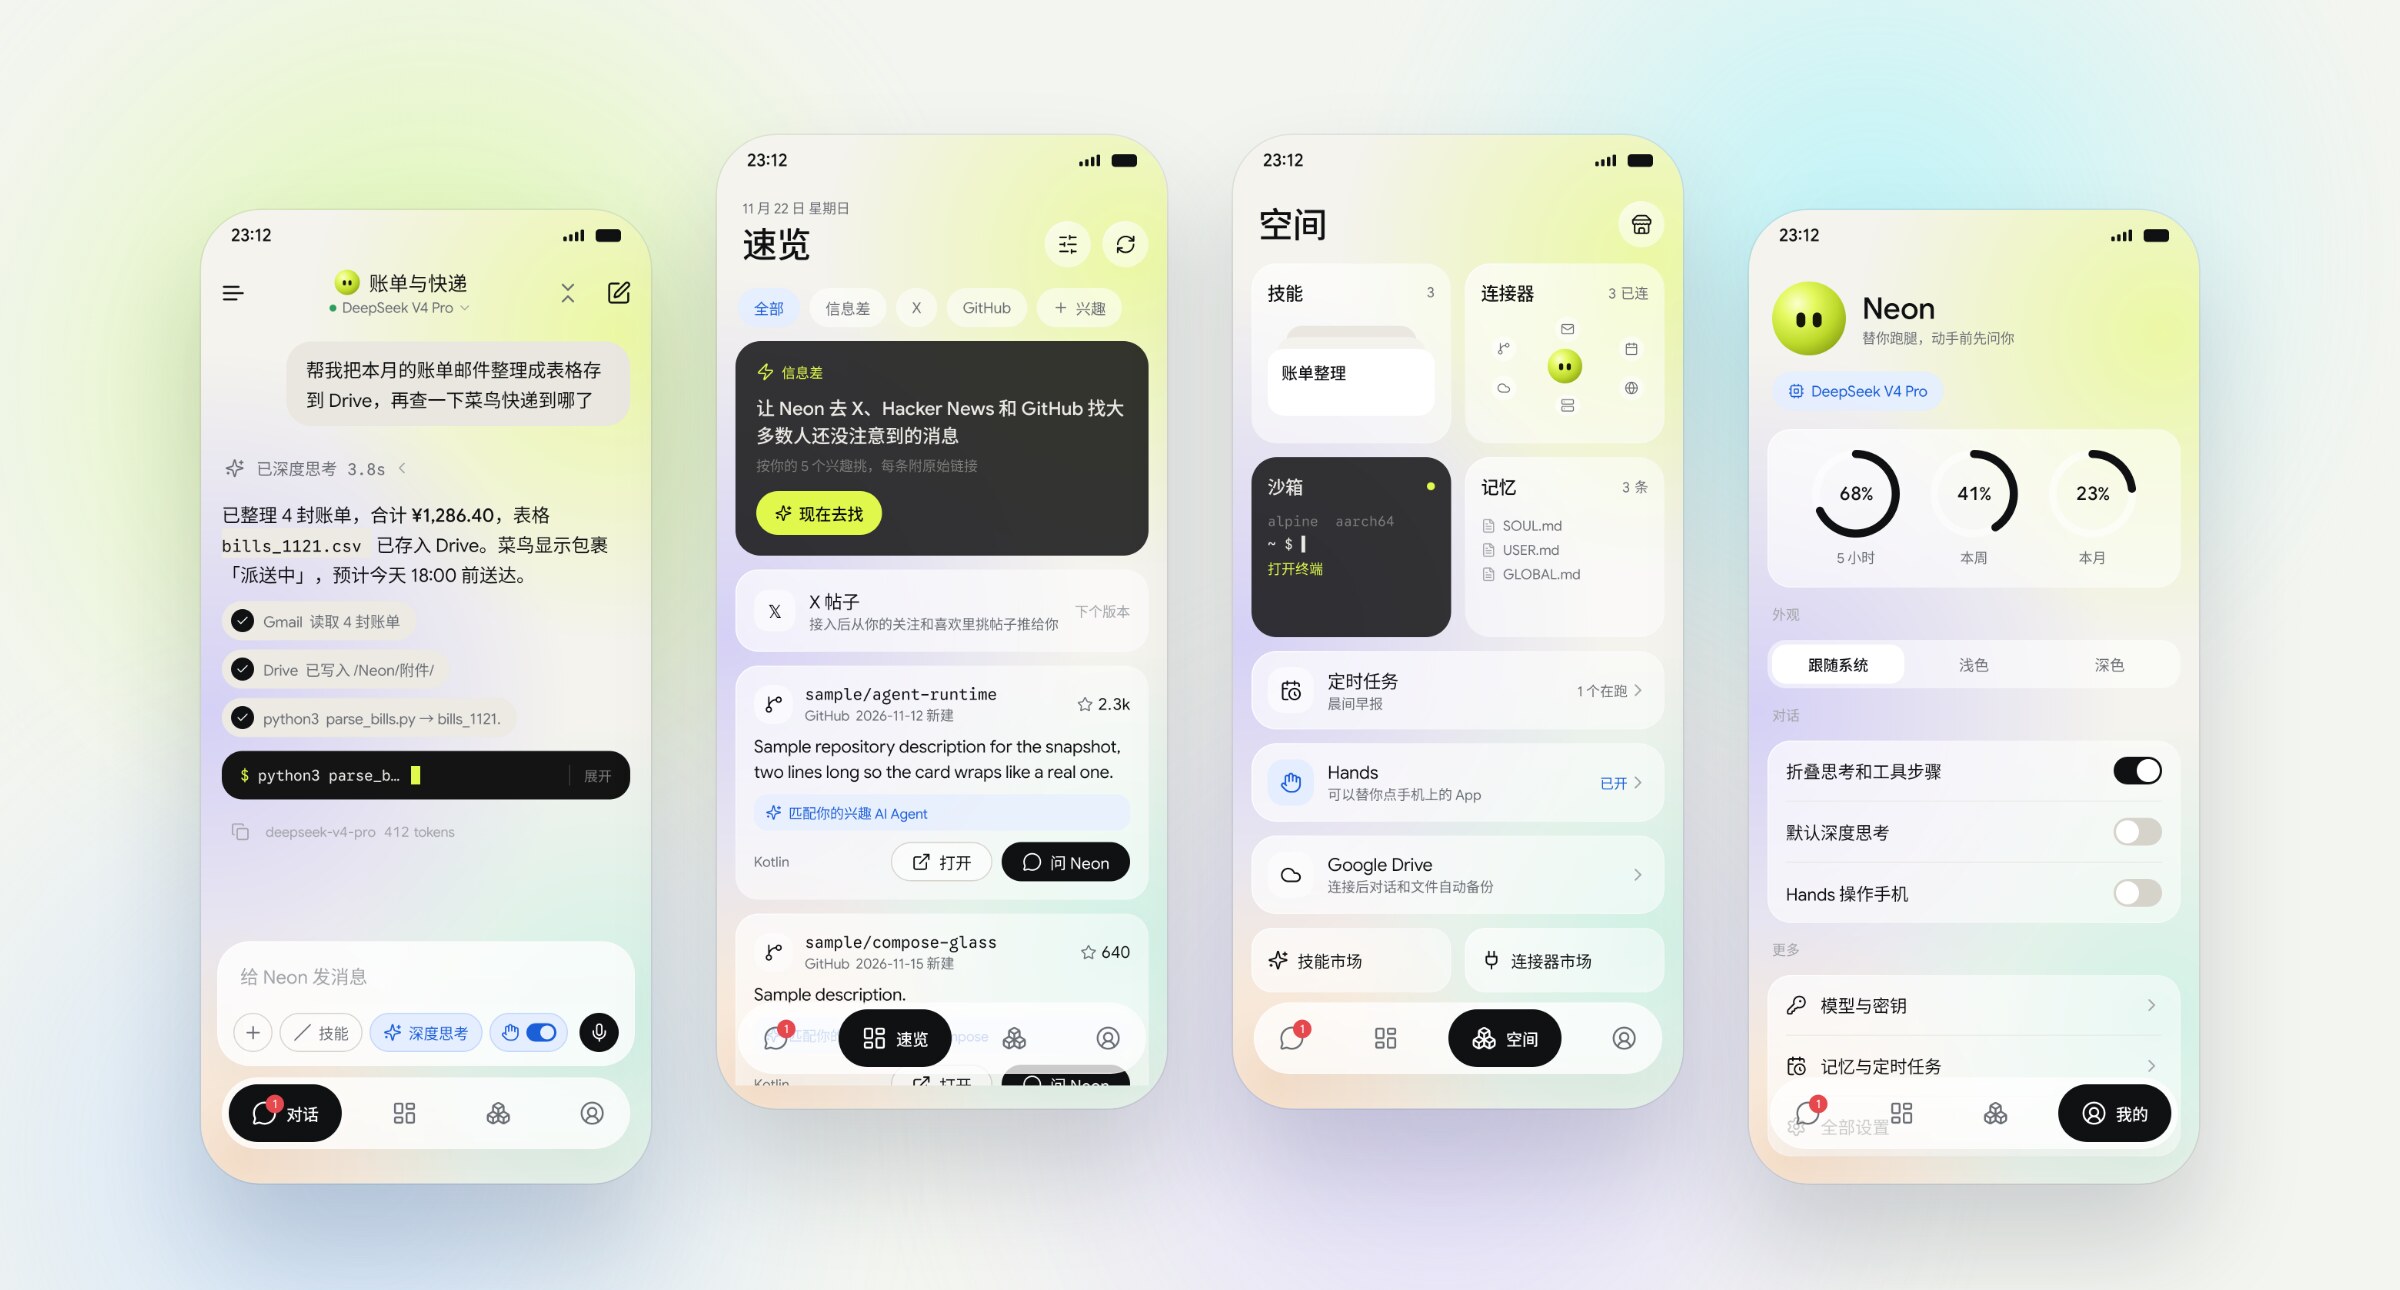 23:12
账单与快递
DeepSeek V4 Pro
帮我把本月的账单邮件整理成表格存
到 Drive，再查一下菜鸟快递到哪了
已深度思考 3.8s
已整理 4 封账单，合计 ¥1,286.40，表格
bills_1121.csv 已存入 Drive。菜鸟显示包裹
「派送中」，预计今天 18:00 前送达。
Gmail 读取 4 封账单
Drive 已写入 /Neon/附件/
python3 parse_bills.py → bills_1121.
$ python3 parse_b… 展开
deepseek-v4-pro 412 tokens
给 Neon 发消息
技能 深度思考
1 对话
23:12
11 月 22 日 星期日
速览
全部 信息差 X GitHub 兴趣
信息差
让 Neon 去 X、Hacker News 和 GitHub 找大
多数人还没注意到的消息
按你的 5 个兴趣挑，每条附原始链接
现在去找
X 帖子
接入后从你的关注和喜欢里挑帖子推给你
下个版本
sample/agent-runtime
GitHub 2026-11-12 新建
2.3k
Sample repository description for the snapshot,
two lines long so the card wraps like a real one.
匹配你的兴趣 AI Agent
Kotlin 打开 问 Neon
sample/compose-glass
GitHub 2026-11-15 新建
640
Sample description.
1 速览
Kotlin 打开 问 Neon
23:12
空间
技能 3
账单整理
连接器 3 已连
沙箱
alpine aarch64
~ $
打开终端
记忆 3 条
SOUL.md
USER.md
GLOBAL.md
定时任务
晨间早报
1 个在跑
Hands
可以替你点手机上的 App
已开
Google Drive
连接后对话和文件自动备份
技能市场 连接器市场
1 空间
23:12
Neon
替你跑腿，动手前先问你
DeepSeek V4 Pro
68% 41% 23%
5 小时 本周 本月
外观
跟随系统 浅色 深色
对话
折叠思考和工具步骤
默认深度思考
Hands 操作手机
更多
模型与密钥
记忆与定时任务
全部设置
1 我的